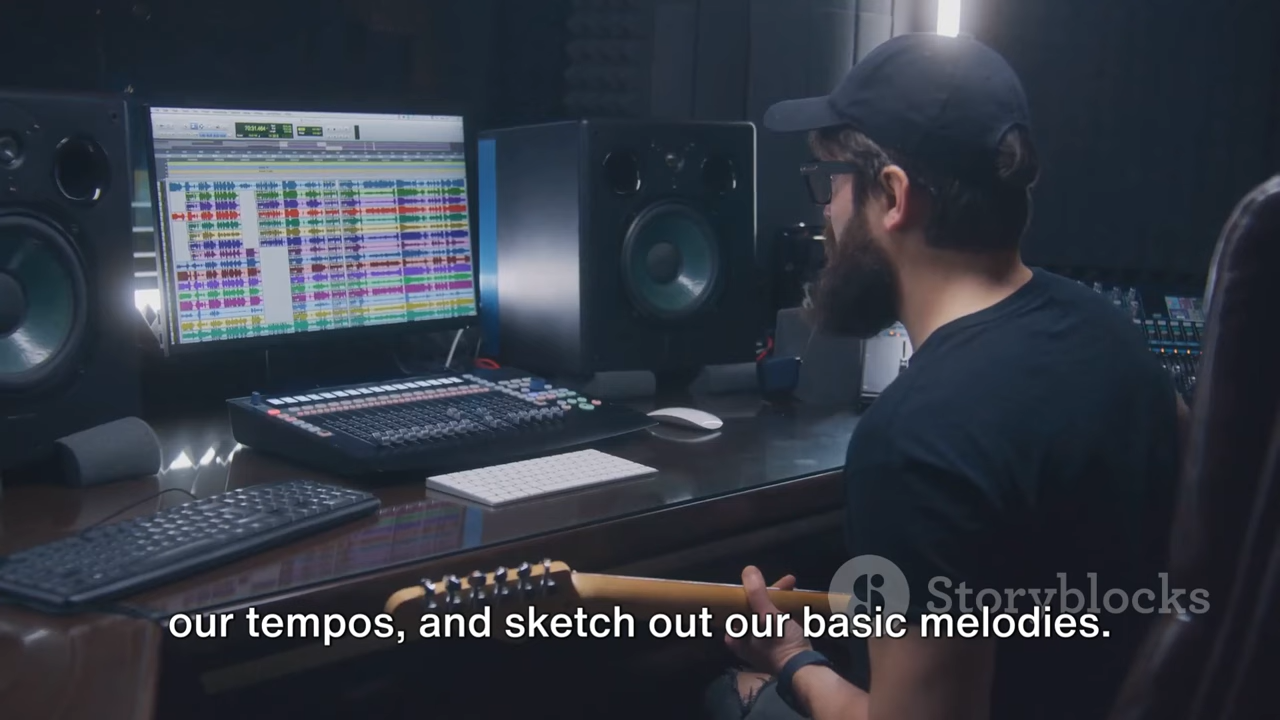 Storyblocks
our tempos, and sketch out our basic melodies.